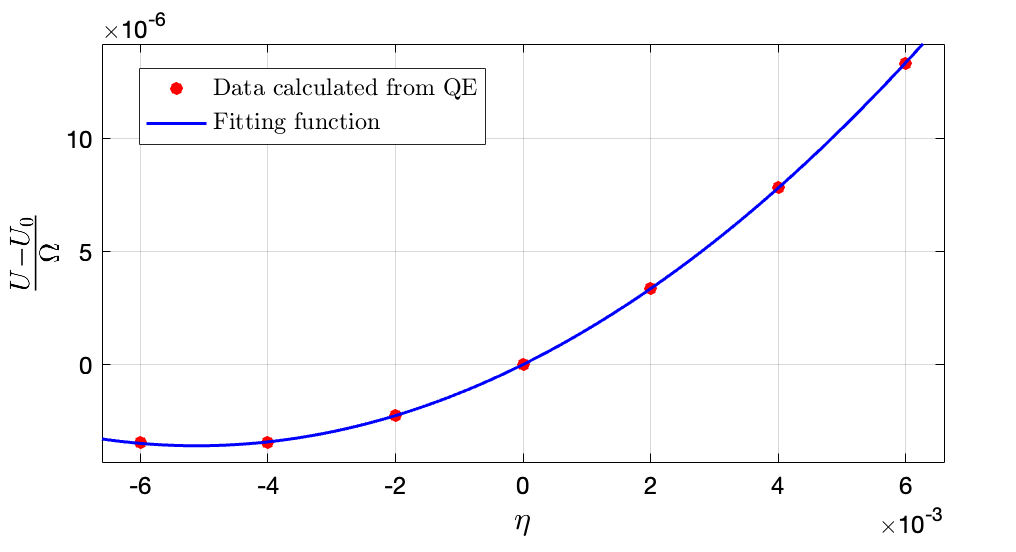 ×10⁻⁶
Data calculated from QE
Fitting function
10
5
0
U−U₀
Ω
-6 -4 -2 0 2 4 6
η
×10⁻³